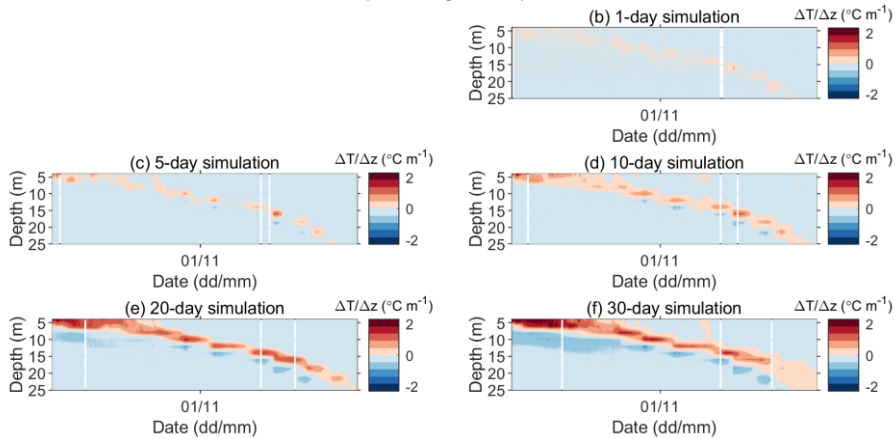 (b) 1-day simulation
ΔT/Δz (°C m⁻¹)
Depth (m)
5
10
15
20
25
2
0
-2
01/11
Date (dd/mm)
(c) 5-day simulation
ΔT/Δz (°C m⁻¹)
Depth (m)
5
10
15
20
25
2
0
-2
01/11
Date (dd/mm)
(d) 10-day simulation
ΔT/Δz (°C m⁻¹)
Depth (m)
5
10
15
20
25
2
0
-2
01/11
Date (dd/mm)
(e) 20-day simulation
ΔT/Δz (°C m⁻¹)
Depth (m)
5
10
15
20
25
2
0
-2
01/11
Date (dd/mm)
(f) 30-day simulation
ΔT/Δz (°C m⁻¹)
Depth (m)
5
10
15
20
25
2
0
-2
01/11
Date (dd/mm)